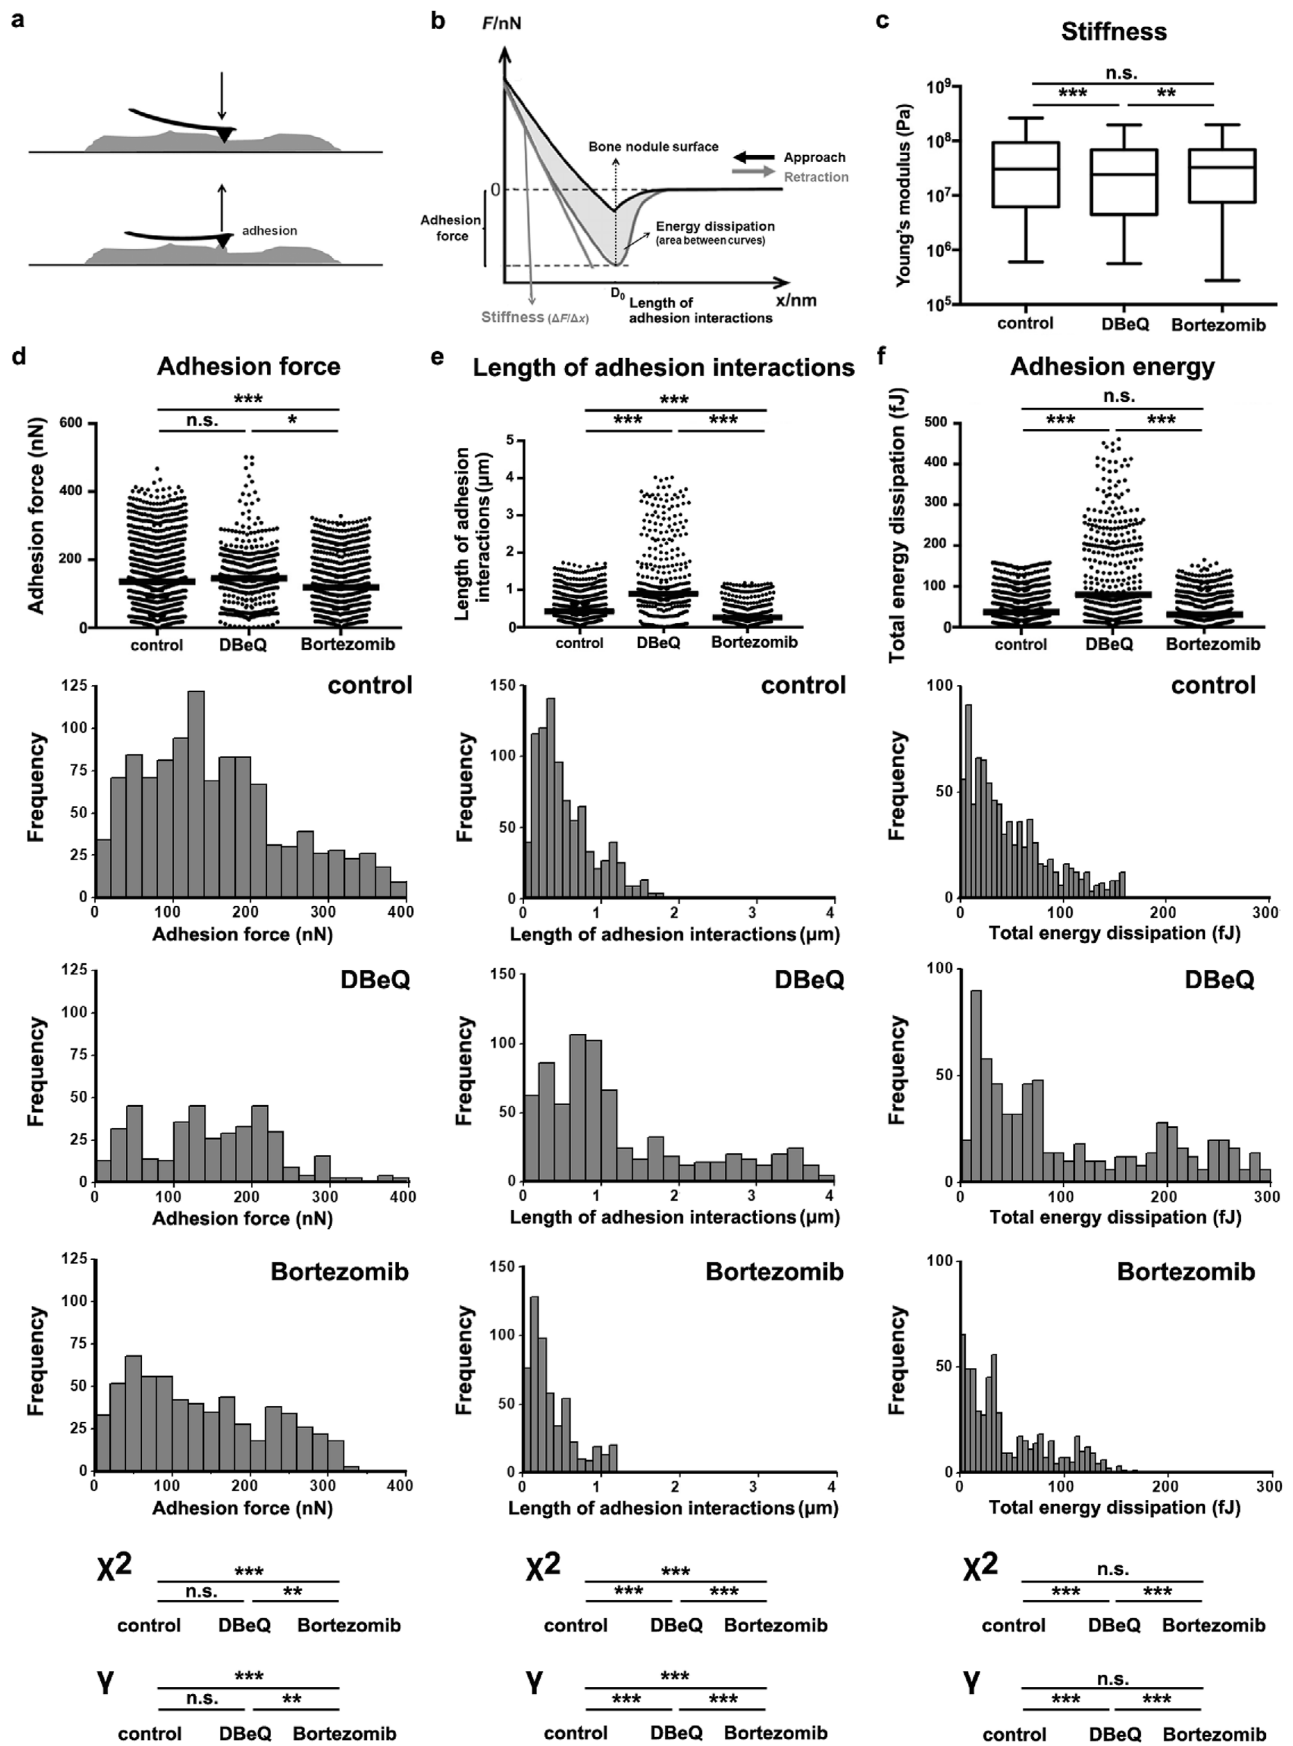 a
adhesion
b
F/nN
Bone nodule surface
Approach
Retraction
0
Adhesion
force
Energy dissipation
(area between curves)
D0
x/nm
Length of
adhesion interactions
Stiffness (ΔF/Δx)
c
Stiffness
n.s.
*** **
Young's modulus (Pa)
10⁹
10⁸
10⁷
10⁶
10⁵
control DBeQ Bortezomib
d
Adhesion force
***
n.s. *
Adhesion force (nN)
600
400
200
0
control DBeQ Bortezomib
e
Length of adhesion interactions
***
*** ***
Length of adhesion
interactions (µm)
5
4
3
2
1
0
control DBeQ Bortezomib
f
Adhesion energy
n.s.
*** ***
Total energy dissipation (fJ)
500
400
300
200
100
0
control DBeQ Bortezomib
control
Frequency
125
100
75
50
25
0
0 100 200 300 400
Adhesion force (nN)
control
Frequency
150
100
50
0
0 1 2 3 4
Length of adhesion interactions (µm)
control
Frequency
100
50
0
0 100 200 300
Total energy dissipation (fJ)
DBeQ
Frequency
125
100
75
50
25
0
0 100 200 300 400
Adhesion force (nN)
DBeQ
Frequency
150
100
50
0
0 1 2 3 4
Length of adhesion interactions (µm)
DBeQ
Frequency
100
50
0
0 100 200 300
Total energy dissipation (fJ)
Bortezomib
Frequency
125
100
75
50
25
0
0 100 200 300 400
Adhesion force (nN)
Bortezomib
Frequency
150
100
50
0
0 1 2 3 4
Length of adhesion interactions (µm)
Bortezomib
Frequency
100
50
0
0 100 200 300
Total energy dissipation (fJ)
χ2
***
n.s. **
control DBeQ Bortezomib
χ2
***
*** ***
control DBeQ Bortezomib
χ2
n.s.
*** ***
control DBeQ Bortezomib
γ
***
n.s. **
control DBeQ Bortezomib
γ
***
*** ***
control DBeQ Bortezomib
γ
n.s.
*** ***
control DBeQ Bortezomib